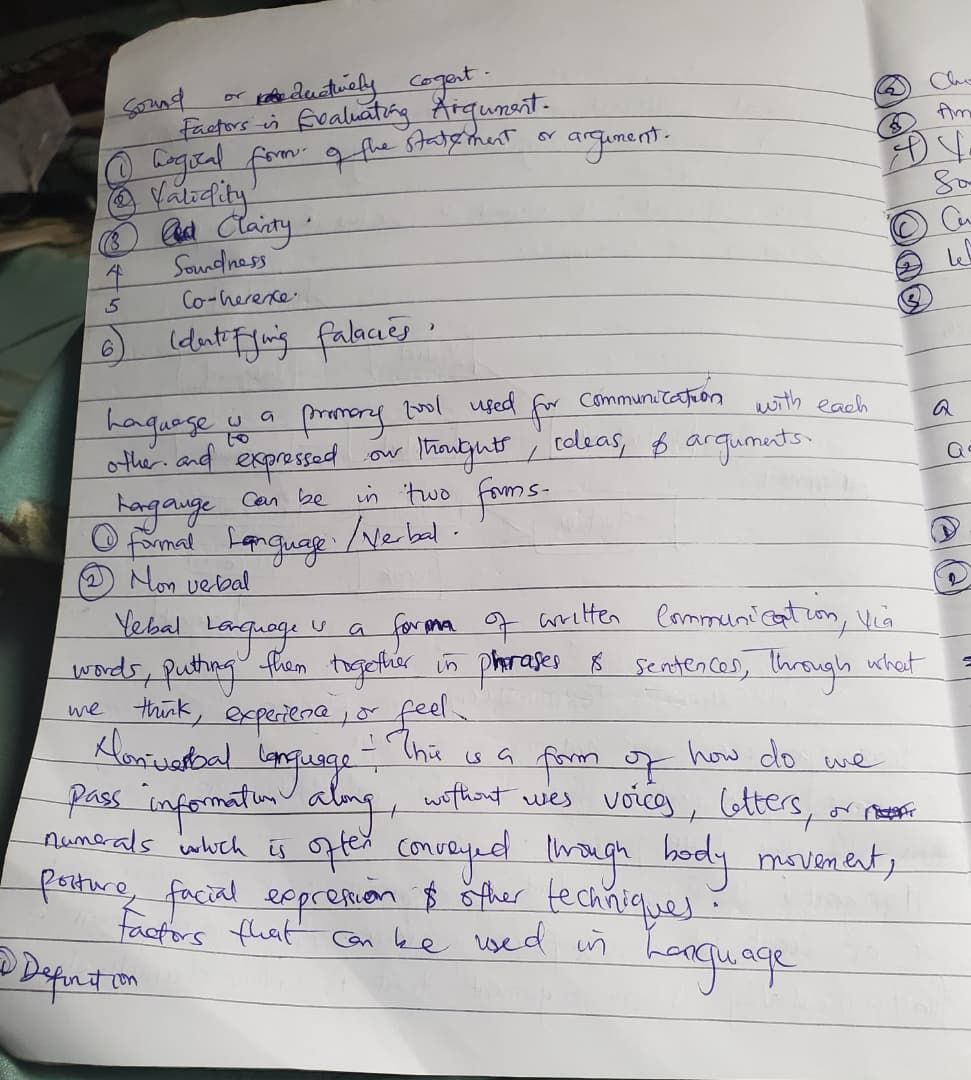 Sound or deductively cogent.
Factors in Evaluating Argument.
① Logical form of the statement or argument.
② Validity
③ Clarity.
4 Soundness
5 Co-herence.
6) Identifying falacies.
Laguage is a primary tool used for communication with each
other. and to expressed our thoughts, ideas, & arguments.
Langauge can be in two forms-
① Formal Language/Verbal.
② Non verbal
Vebal Language is a form of written Communication, via
words, putting them together in phrases & sentences, through what
we think, experience, or feel.
Non-verbal language:- This is a form of how do we
pass information along, without uses voices, letters, or
numerals which is often conveyed through body movement,
posture, facial expression & other techniques.
Factors that can be used in Language
① Definition